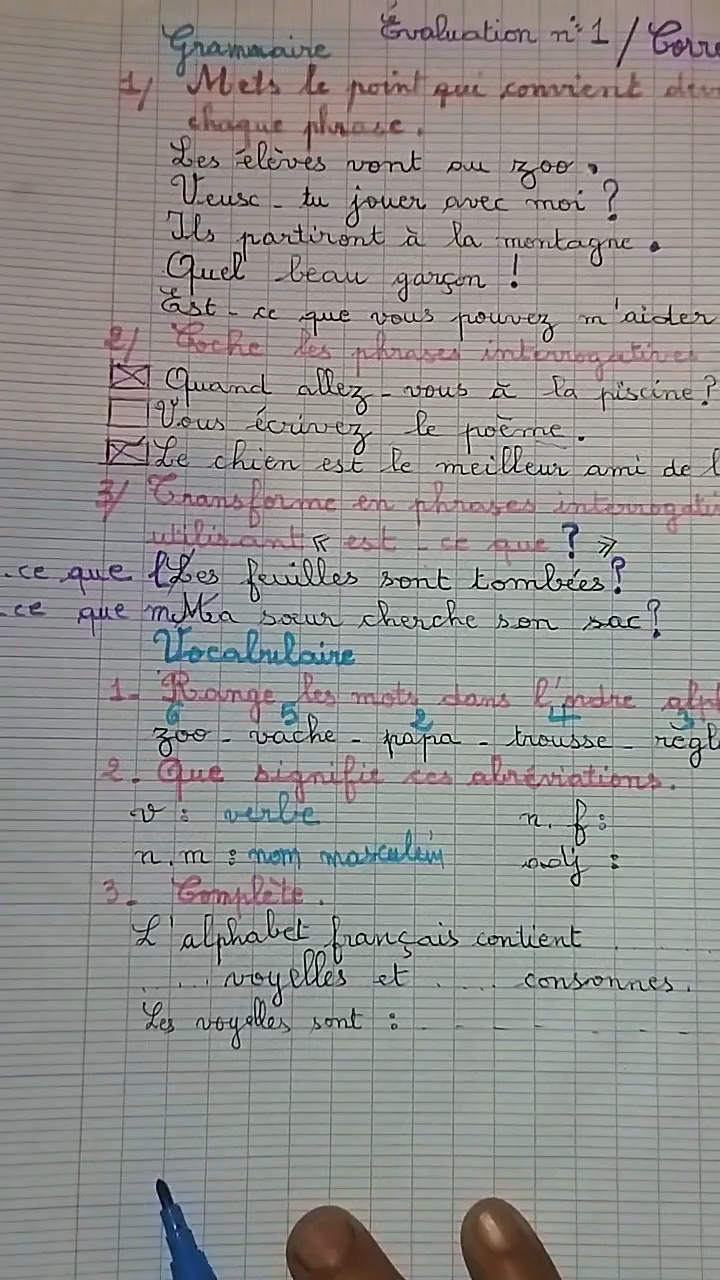 Évaluation n°1 / Corre
Grammaire
1/ Mets le point qui convient
chaque phrase.
Les élèves vont au zoo.
Veux-tu jouer avec moi ?
Ils partiront à la montagne.
Quel beau garçon !
Est-ce que vous pouvez m'aider
2/ Coche les phrases interrogatives
Quand allez-vous à la piscine ?
Vous écrivez le poème.
Le chien est le meilleur ami de l
3/ Transforme en phrases interrogati
utilisant « est-ce que ? »
-ce que lLes feuilles sont tombées ?
-ce que mMa sœur cherche son sac ?
Vocabulaire
1. Range les mots dans l'ordre alp
6 5 2 4 3
zoo - vache - papa - trousse - règl
2. Que signifie ces abréviations.
v : verbe n.f :
n.m : nom masculin adj :
3. Complète.
L'alphabet français contient ....
.... voyelles et .... consonnes.
Les voyelles sont : - - - - -